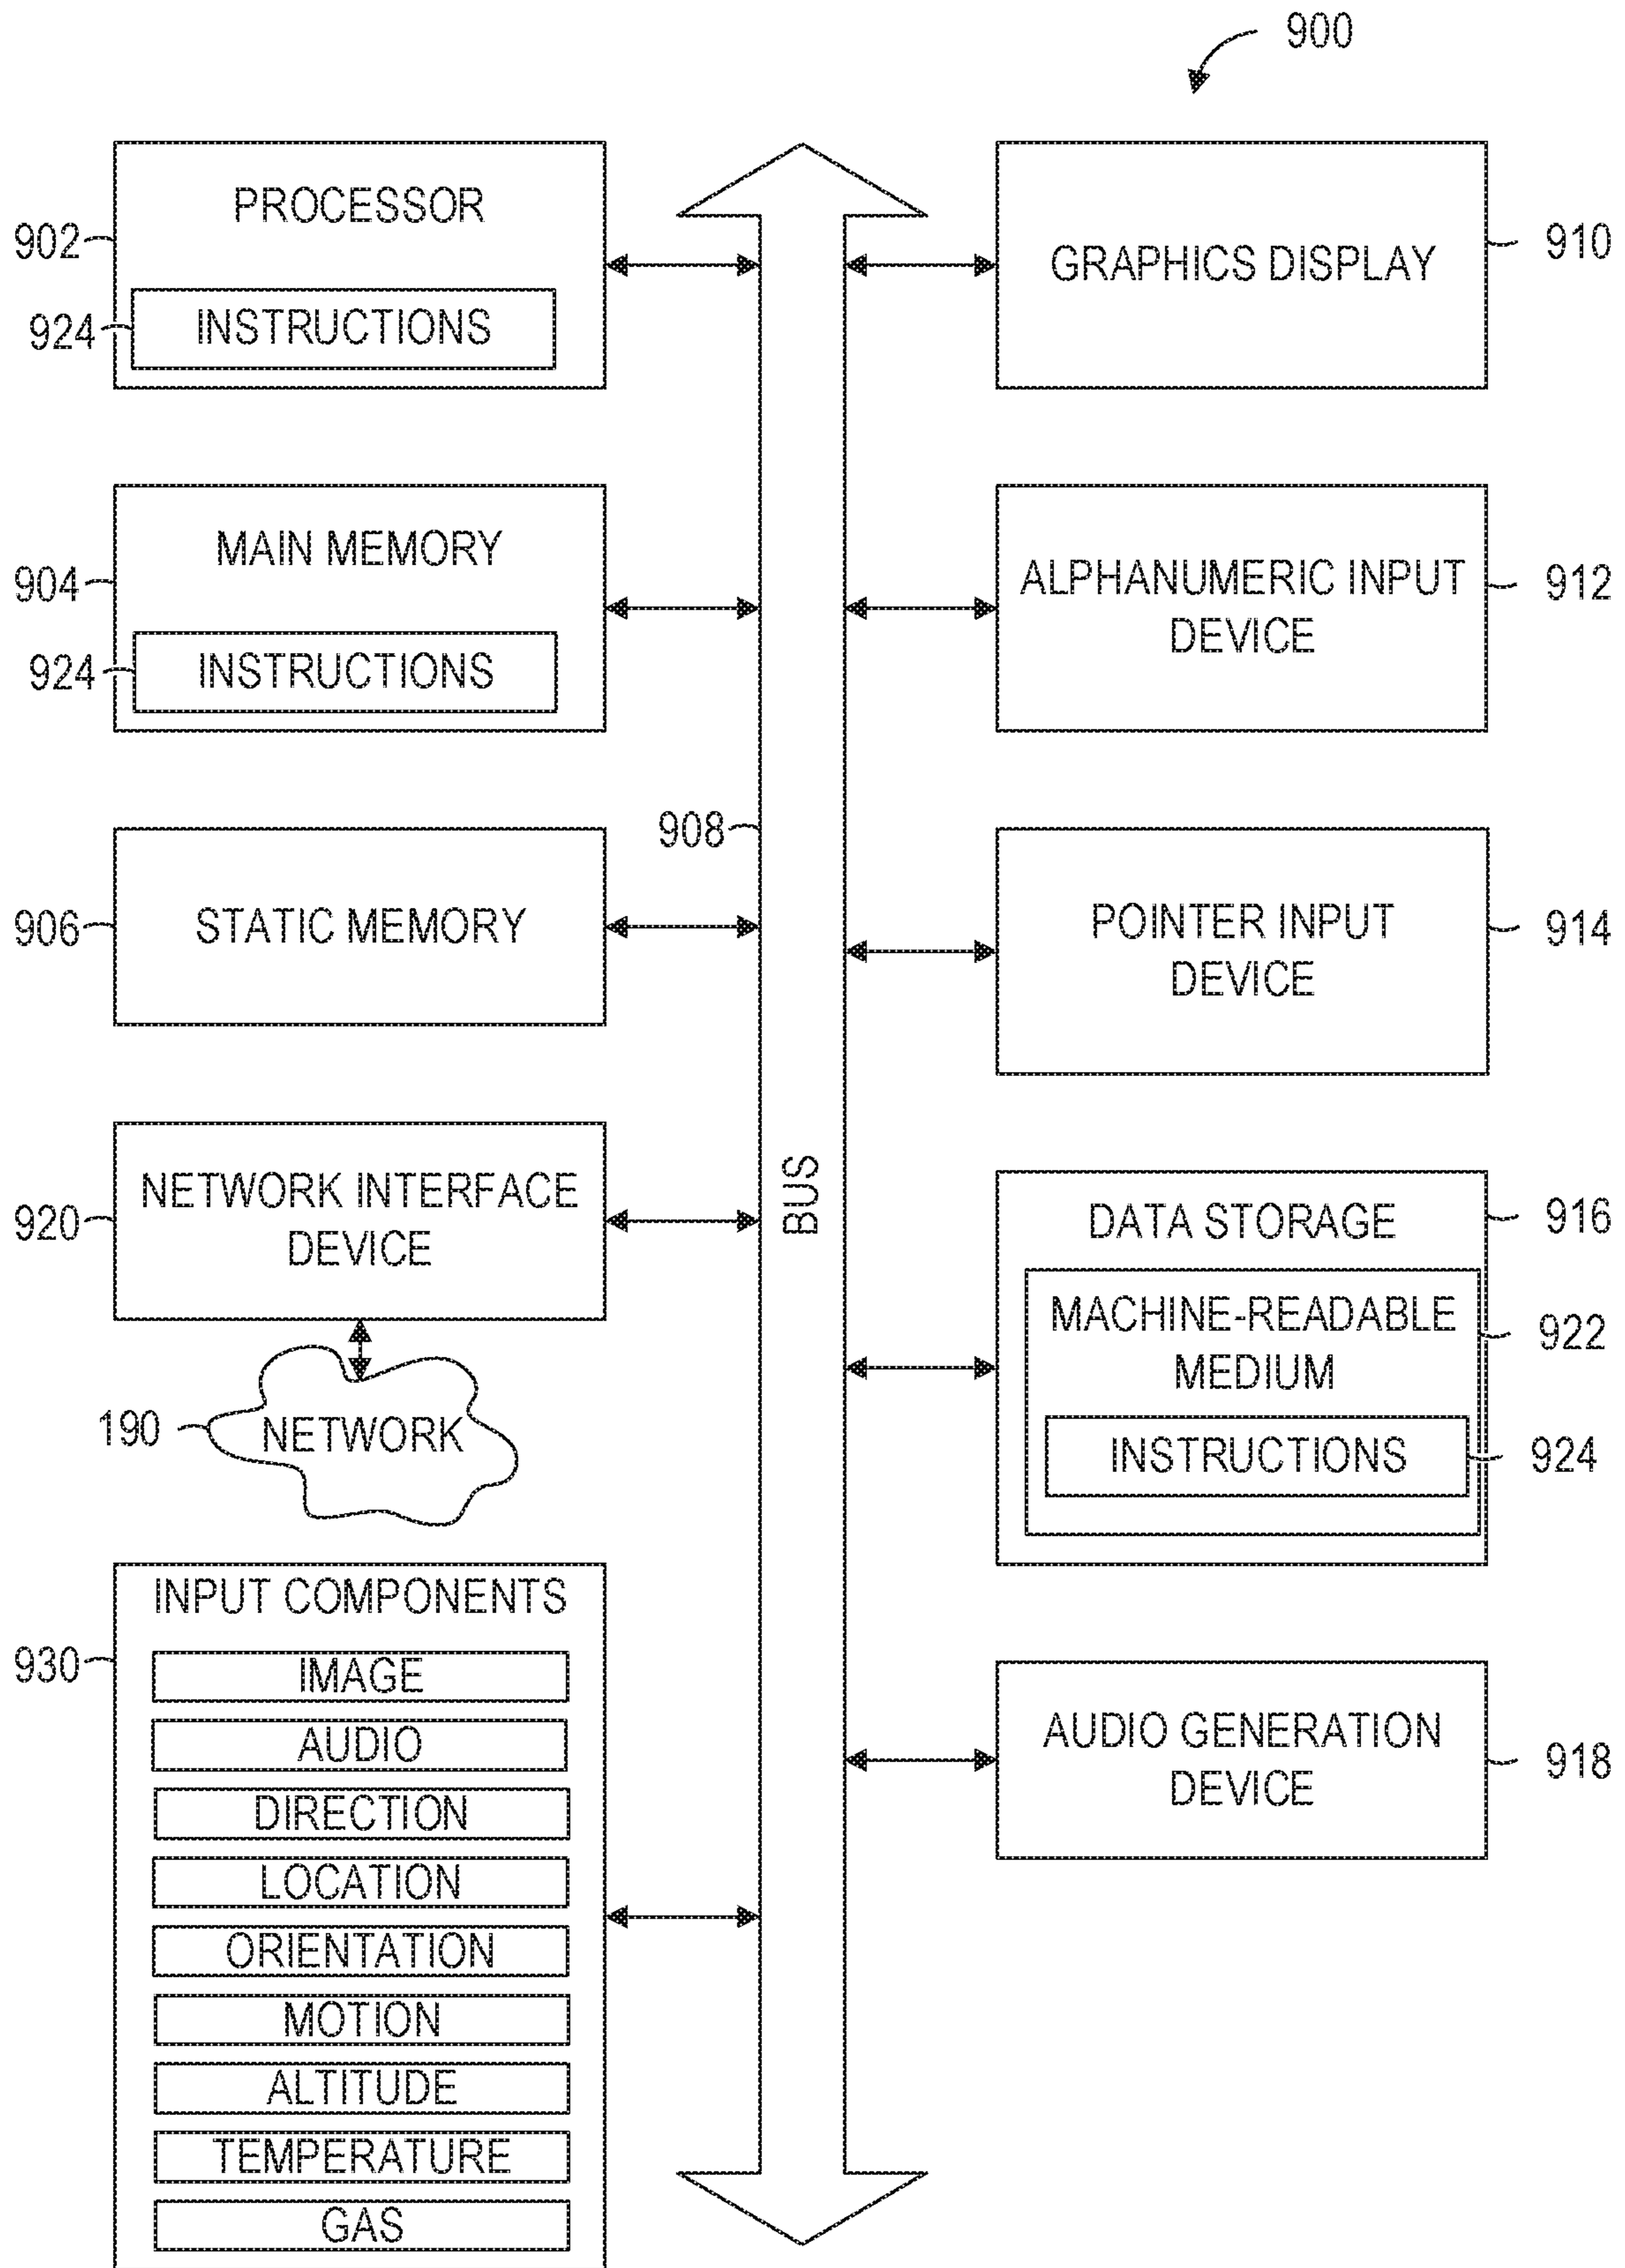 900
PROCESSOR
902
924
INSTRUCTIONS
MAIN MEMORY
904
924
INSTRUCTIONS
906
STATIC MEMORY
920
NETWORK INTERFACE
DEVICE
190
NETWORK
INPUT COMPONENTS
930
IMAGE
AUDIO
DIRECTION
LOCATION
ORIENTATION
MOTION
ALTITUDE
TEMPERATURE
GAS
908
BUS
GRAPHICS DISPLAY
910
ALPHANUMERIC INPUT
DEVICE
912
POINTER INPUT
DEVICE
914
DATA STORAGE
916
MACHINE-READABLE
MEDIUM
922
INSTRUCTIONS
924
AUDIO GENERATION
DEVICE
918